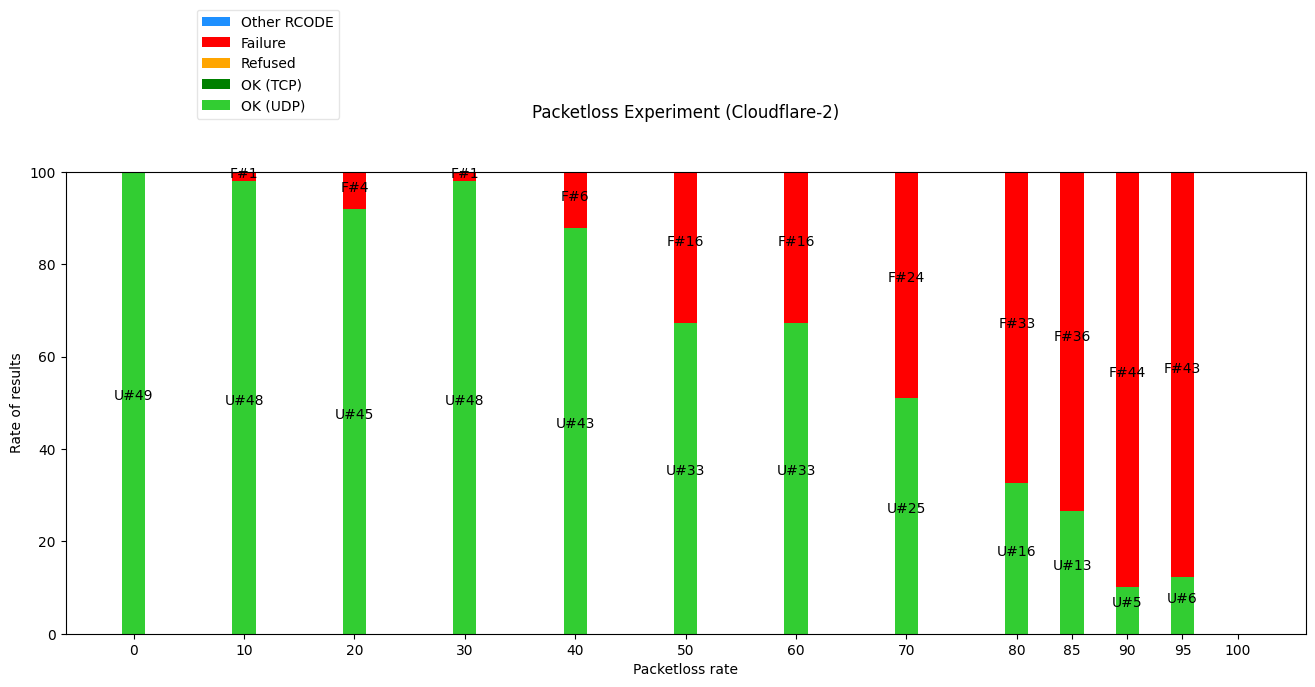 Other RCODE
Failure
Refused
OK (TCP)
OK (UDP)
Packetloss Experiment (Cloudflare-2)
Rate of results
100
80
60
40
20
0
F#1
F#4
F#1
F#6
F#16
F#16
F#24
F#33
F#36
F#44
F#43
U#49
U#48
U#45
U#48
U#43
U#33
U#33
U#25
U#16
U#13
U#5
U#6
0 10 20 30 40 50 60 70 80 85 90 95 100
Packetloss rate